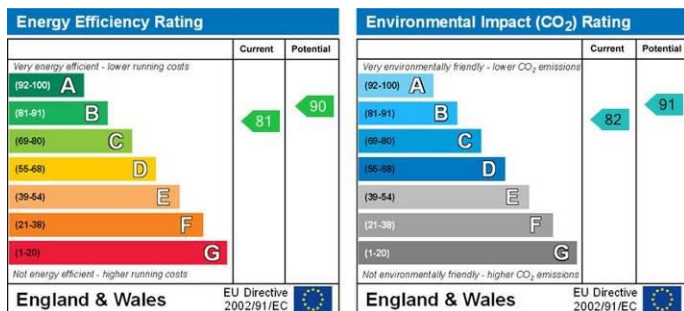 Energy Efficiency Rating
Current Potential
Very energy efficient - lower running costs
(92-100) A
(81-91) B
(69-80) C
(55-68) D
(39-54) E
(21-38) F
(1-20) G
81
90
Not energy efficient - higher running costs
England & Wales
EU Directive
2002/91/EC
Environmental Impact (CO₂) Rating
Current Potential
Very environmentally friendly - lower CO₂ emissions
(92-100) A
(81-91) B
(69-80) C
(55-68) D
(39-54) E
(21-38) F
(1-20) G
82
91
Not environmentally friendly - higher CO₂ emissions
England & Wales
EU Directive
2002/91/EC